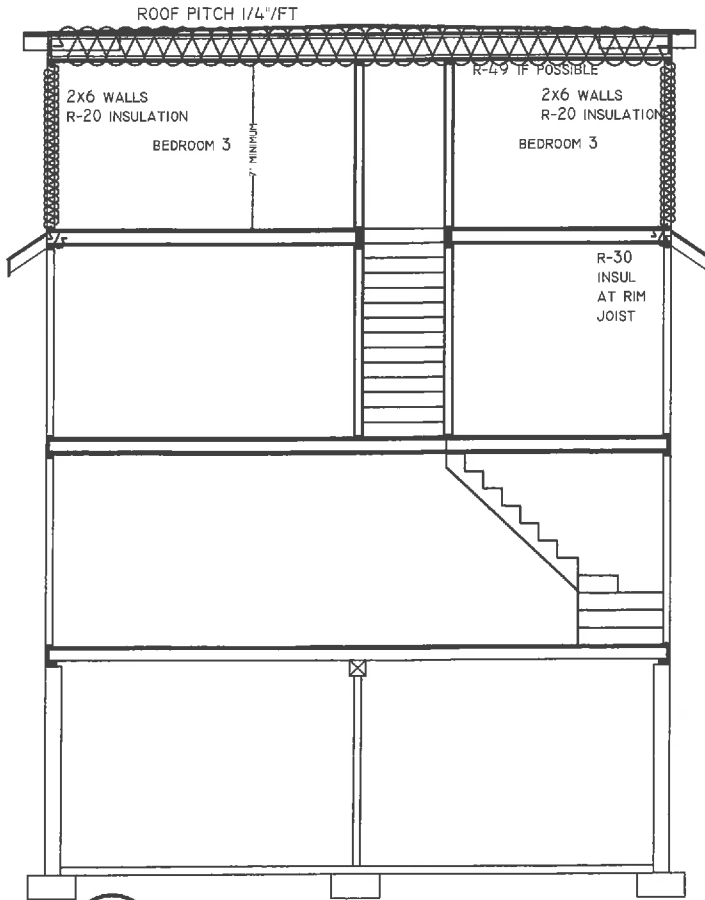 ROOF PITCH 1/4"/FT
R-49 IF POSSIBLE
2X6 WALLS
R-20 INSULATION
BEDROOM 3
7' MINIMUM
2X6 WALLS
R-20 INSULATION
BEDROOM 3
R-30
INSUL
AT RIM
JOIST